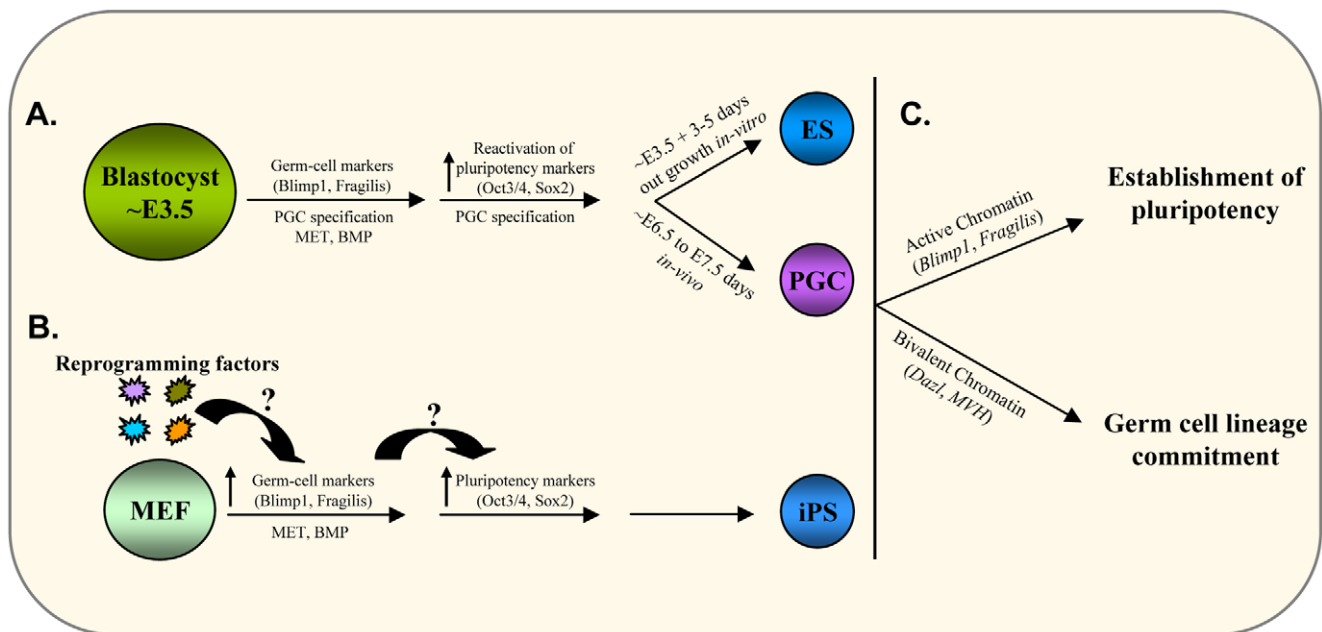 A.
Blastocyst
~E3.5
Germ-cell markers
(Blimp1, Fragilis)
PGC specification
MET, BMP
Reactivation of
pluripotency markers
(Oct3/4, Sox2)
PGC specification
~E3.5 + 3-5 days
out growth in-vitro
~E6.5 to E7.5 days
in-vivo
ES
PGC
B.
Reprogramming factors
?
?
MEF
Germ-cell markers
(Blimp1, Fragilis)
MET, BMP
Pluripotency markers
(Oct3/4, Sox2)
iPS
C.
Active Chromatin
(Blimp1, Fragilis)
Establishment of
pluripotency
Bivalent Chromatin
(Dazl, MVH)
Germ cell lineage
commitment